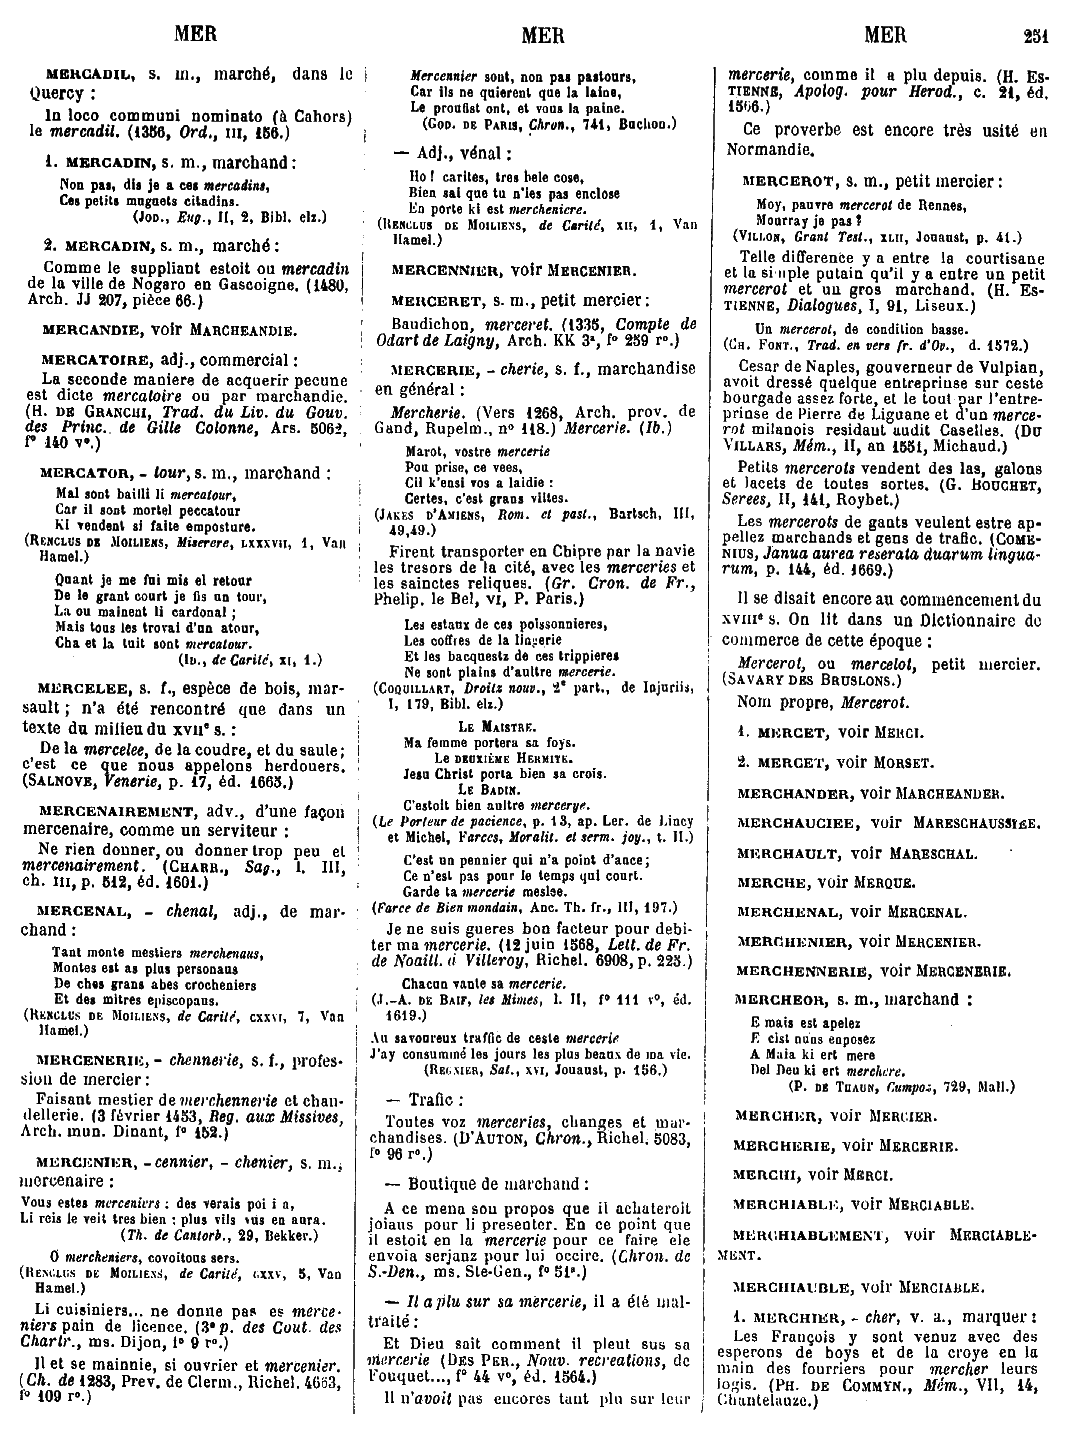 MER
MER
MER
251
MERCADIL, s. m., marché, dans le
Quercy :
In loco communi nominato (à Cahors)
le mercadil. (1356, Ord., III, 156.)
1. MERCADIN, s. m., marchand :
Non pas, dis je a ces mercadins,
Ces petits muguets citadins.
(JOD., Eug., II, 2, Bibl. elz.)
2. MERCADIN, s. m., marché :
Comme le suppliant estoit ou mercadin
de la ville de Nogaro en Gascoigne. (1480,
Arch. JJ 207, pièce 66.)
MERCANDIE, voir MARCHEANDIE.
MERCATOIRE, adj., commercial :
La seconde maniere de acquerir pecune
est dicte mercatoire ou par marchandie.
(H. DE GRANCHI, Trad. du Liv. du Gouv.
des Princ. de Gille Colonne, Ars. 5062,
f° 140 v°.)
MERCATOR, - tour, s. m., marchand :
Mal sont bailli li mercatour,
Car il sont mortel peccatour
Ki vendent si faite emposture.
(RENCLUS DE MOILIENS, Miserere, LXXXVII, 1, Van
Hamel.)
Quant je me fui mis el retour
De le grant court je fis un tour,
La ou mainent li cardonal ;
Mais tous les trovai d'un atour,
Cha et la tuit sont mercatour.
(ID., de Carité, XI, 1.)
MERCELEE, s. f., espèce de bois, mar-
sault ; n'a été rencontré que dans un
texte du milieu du XVIIe s. :
De la mercelee, de la coudre, et du saule ;
c'est ce que nous appelons herdouers.
(SALNOVE, Venerie, p. 17, éd. 1665.)
MERCENAIREMENT, adv., d'une façon
mercenaire, comme un serviteur :
Ne rien donner, ou donner trop peu et
mercenairement. (CHARR., Sag., l. III,
ch. III, p. 512, éd. 1601.)
MERCENAL, - chenal, adj., de mar-
chand :
Tant monte mestiers merchenaus,
Montes est as plus personaus
De ches grans abes crocheniers
Et des mitres episcopaus.
(RENCLUS DE MOILIENS, de Carité, CXXVI, 7, Van
Hamel.)
MERCENERIE, - chennerie, s. f., profes-
sion de mercier :
Faisant mestier de merchennerie et chan-
dellerie. (3 février 1453, Reg. aux Missives,
Arch. mun. Dinant, f° 152.)
MERCENIER, - cennier, - chenier, s. m.,
mercenaire :
Vous estes merceniers : des verais poi i a,
Li reis le veit tres bien : plus vils vus en aura.
(Th. de Cantorb., 29, Bekker.)
O mercheniers, covoitous sers.
(RENCLUS DE MOILIENS, de Carité, CXXV, 5, Van
Hamel.)
Li cuisiniers... ne donne pas es merce-
niers pain de licence. (3e p. des Cout. des
Chartr., ms. Dijon, f° 9 r°.)
Il et se mainnie, si ouvrier et mercenier.
(Ch. de 1283, Prev. de Clerm., Richel. 4663,
f° 109 r°.)
Mercennier sont, non pas pastours,
Car ils ne quierent que la laine,
Le proufist ont, et vous la paine.
(GOD. DE PARIS, Chron., 741, Buchon.)
— Adj., vénal :
Ho ! carites, tres bele cose,
Bien sai que tu n'ies pas enclose
En porte ki est mercheniere.
(RENCLUS DE MOILIENS, de Carité, XII, 1, Van
Hamel.)
MERCENNIER, voir MERCENIER.
MERCERET, s. m., petit mercier :
Baudichon, merceret. (1335, Compte de
Odart de Laigny, Arch. KK 3a, f° 259 r°.)
MERCERIE, - cherie, s. f., marchandise
en général :
Mercherie. (Vers 1268, Arch. prov. de
Gand, Rupelm., n° 118.) Mercerie. (Ib.)
Marot, vostre mercerie
Pou prise, ce vees,
Cil k'ensi vos a laidie :
Certes, c'est grans viltes.
(JAKES D'AMIENS, Rom. et past., Bartsch, III,
49,49.)
Firent transporter en Chipre par la navie
les tresors de la cité, avec les merceries et
les sainctes reliques. (Gr. Cron. de Fr.,
Phelip. le Bel, VI, P. Paris.)
Les estaux de ces poissonnieres,
Les coffres de la lingerie
Et les bacquestz de ces trippieres
Ne sont plains d'aultre mercerie.
(COQUILLART, Droitz nouv., 2e part., de Injuriis,
I, 179, Bibl. elz.)
LE MAISTRE.
Ma femme portera sa foys.
LE DEUXIÈME HERMITE.
Jesu Christ porta bien sa crois.
LE BADIN.
C'estoit bien aultre mercerye.
(Le Porteur de pacience, p. 13, ap. Ler. de Lincy
et Michel, Farces, Moralit. et serm. joy., t. II.)
C'est un pennier qui n'a point d'ance ;
Ce n'est pas pour le temps qui court.
Garde ta mercerie meslee.
(Farce de Bien mondain, Anc. Th. fr., III, 197.)
Je ne suis gueres bon facteur pour debi-
ter ma mercerie. (12 juin 1568, Lett. de Fr.
de Noaill. à Villeroy, Richel. 6908, p. 225.)
Chacun vante sa mercerie.
(J.-A. DE BAIF, les Mimes, l. II, f° 111 v°, éd.
1619.)
Au savoureux traffic de ceste mercerie
J'ay consummé les jours les plus beaux de ma vie.
(REGNIER, Sat., XVI, Jouaust, p. 156.)
— Trafic :
Toutes voz merceries, changes et mar-
chandises. (D'AUTON, Chron., Richel. 5083,
f° 96 r°.)
— Boutique de marchand :
A ce mena sou propos que il achateroit
joiaus pour li presenter. En ce point que
il estoit en la mercerie pour ce faire ele
envoia serjanz pour lui occire. (Chron. de
S.-Den., ms. Ste-Gen., f° 51a.)
— Il a plu sur sa mercerie, il a été mal-
traité :
Et Dieu sait comment il pleut sus sa
mercerie (DES PER., Nouv. recreations, de
Fouquet..., f° 44 v°, éd. 1564.)
Il n'avoit pas encores tant plu sur leur
mercerie, comme il a plu depuis. (H. ES-
TIENNE, Apolog. pour Herod., c. 21, éd.
1566.)
Ce proverbe est encore très usité en
Normandie.
MERCEROT, s. m., petit mercier :
Moy, pauvre mercerot de Rennes,
Mourray je pas ?
(VILLON, Grant Test., XLII, Jouaust, p. 41.)
Telle difference y a entre la courtisane
et la simple putain qu'il y a entre un petit
mercerot et un gros marchand. (H. ES-
TIENNE, Dialogues, I, 91, Liseux.)
Un mercerot, de condition basse.
(CH. FONT., Trad. en vers fr. d'Ov., d. 1572.)
Cesar de Naples, gouverneur de Vulpian,
avoit dressé quelque entreprinse sur ceste
bourgade assez forte, et le tout par l'entre-
prinse de Pierre de Liguane et d'un merce-
rot milanois residant audit Caselles. (DU
VILLARS, Mém., II, an 1551, Michaud.)
Petits mercerots vendent des las, galons
et lacets de toutes sortes. (G. BOUCHET,
Serees, II, 141, Roybet.)
Les mercerots de gants veulent estre ap-
pellez marchands et gens de trafic. (COME-
NIUS, Janua aurea reserata duarum lingua-
rum, p. 144, éd. 1669.)
Il se disait encore au commencement du
XVIIIe s. On lit dans un Dictionnaire de
commerce de cette époque :
Mercerot, ou mercelot, petit mercier.
(SAVARY DES BRUSLONS.)
Nom propre, Mercerot.
1. MERCET, voir MERCI.
2. MERCET, voir MORSET.
MERCHANDER, voir MARCHEANDER.
MERCHAUCIEE, voir MARESCHAUSSIEE.
MERCHAULT, voir MARESCHAL.
MERCHE, voir MERQUE.
MERCHENAL, voir MERCENAL.
MERCHENIER, voir MERCENIER.
MERCHENNERIE, voir MERCENERIE.
MERCHEOR, s. m., marchand :
E mais est apelez
E cist nuns enposez
A Maia ki ert mere
Del Deu ki ert merchere.
(P. DE THAUN, Cumpoz, 729, Mall.)
MERCHER, voir MERCIER.
MERCHERIE, voir MERCERIE.
MERCHI, voir MERCI.
MERCHIABLE, voir MERCIABLE.
MERCHIABLEMENT, voir MERCIABLE-
MENT.
MERCHIAUBLE, voir MERCIABLE.
1. MERCHIER, - cher, v. a., marquer :
Les François y sont venuz avec des
esperons de boys et de la croye en la
main des fourriers pour mercher leurs
logis. (PH. DE COMMYN., Mém., VII, 14,
Chantelauze.)